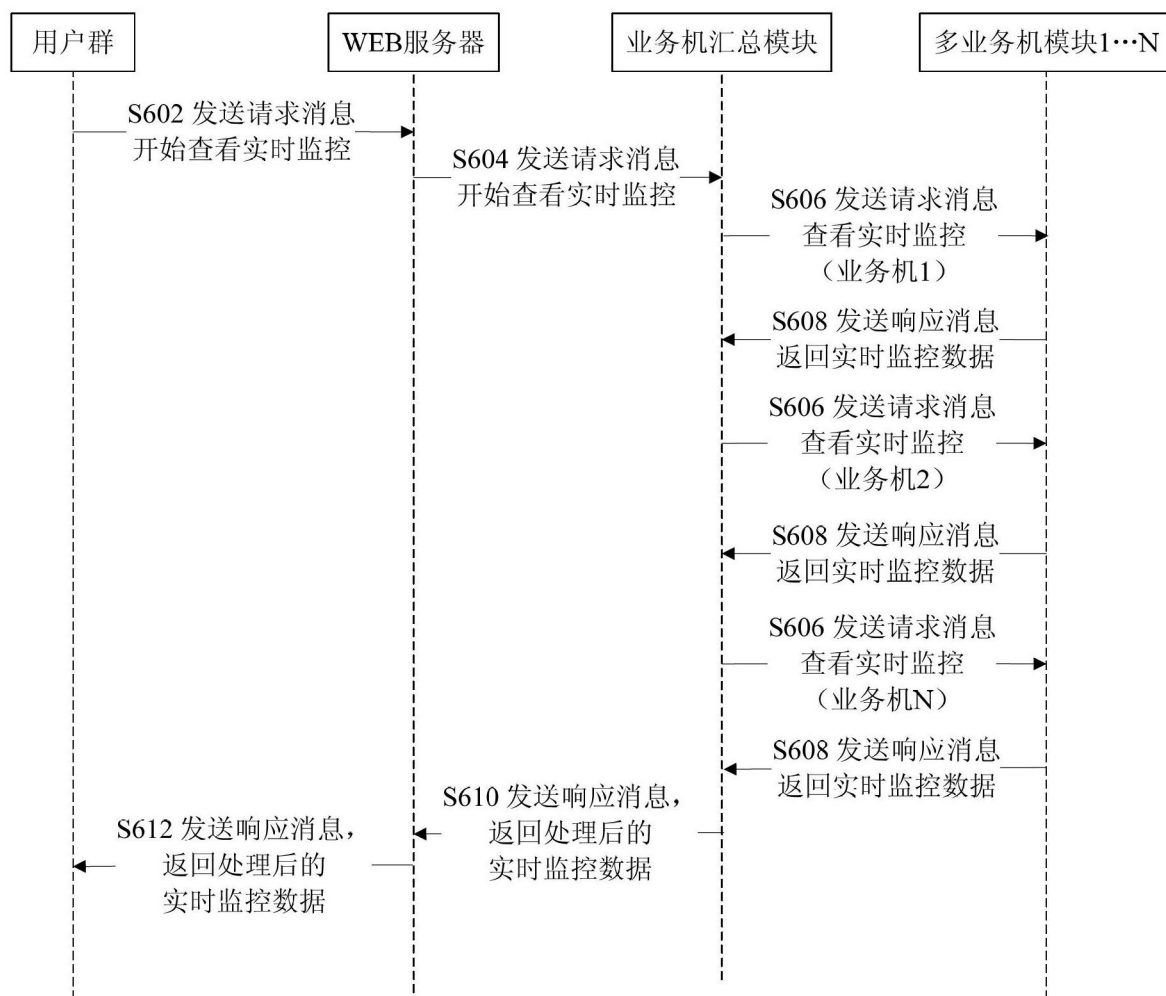 用户群
WEB服务器
业务机汇总模块
多业务机模块1…N
S602 发送请求消息
开始查看实时监控
S604 发送请求消息
开始查看实时监控
S606 发送请求消息
查看实时监控
（业务机1）
S608 发送响应消息
返回实时监控数据
S606 发送请求消息
查看实时监控
（业务机2）
S608 发送响应消息
返回实时监控数据
S606 发送请求消息
查看实时监控
（业务机N）
S608 发送响应消息
返回实时监控数据
S610 发送响应消息，
返回处理后的
实时监控数据
S612 发送响应消息，
返回处理后的
实时监控数据